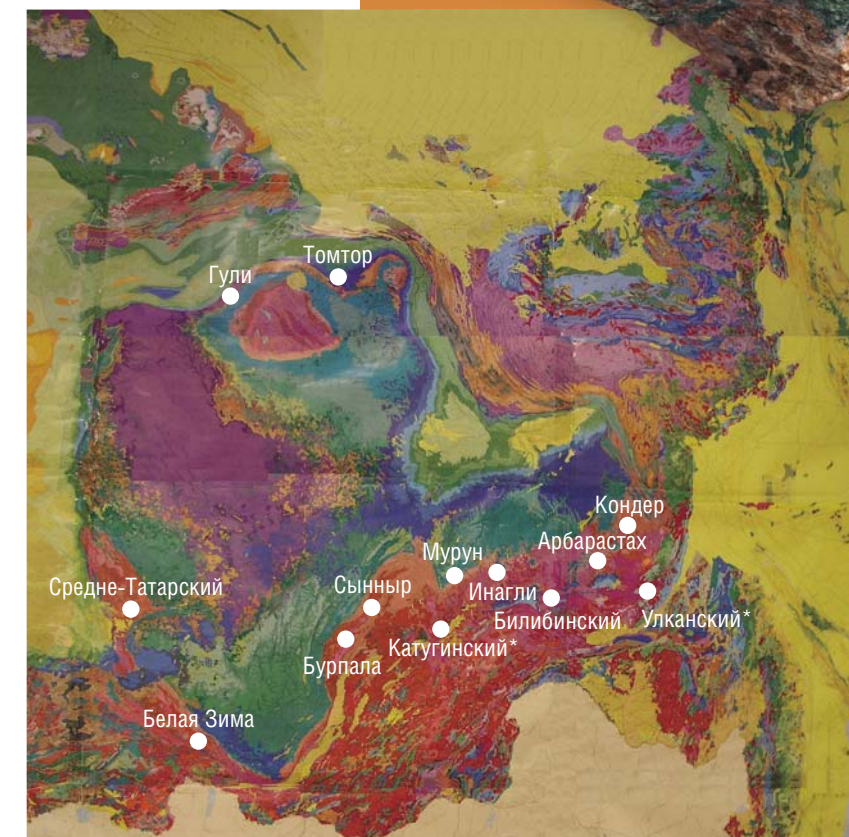 Томтор
Гули
Кондер
Арбарастах
Мурун
Инагли
Средне-Татарский
Сынныр
Билибинский
Улканский*
Катугинский*
Бурпала
Белая Зима